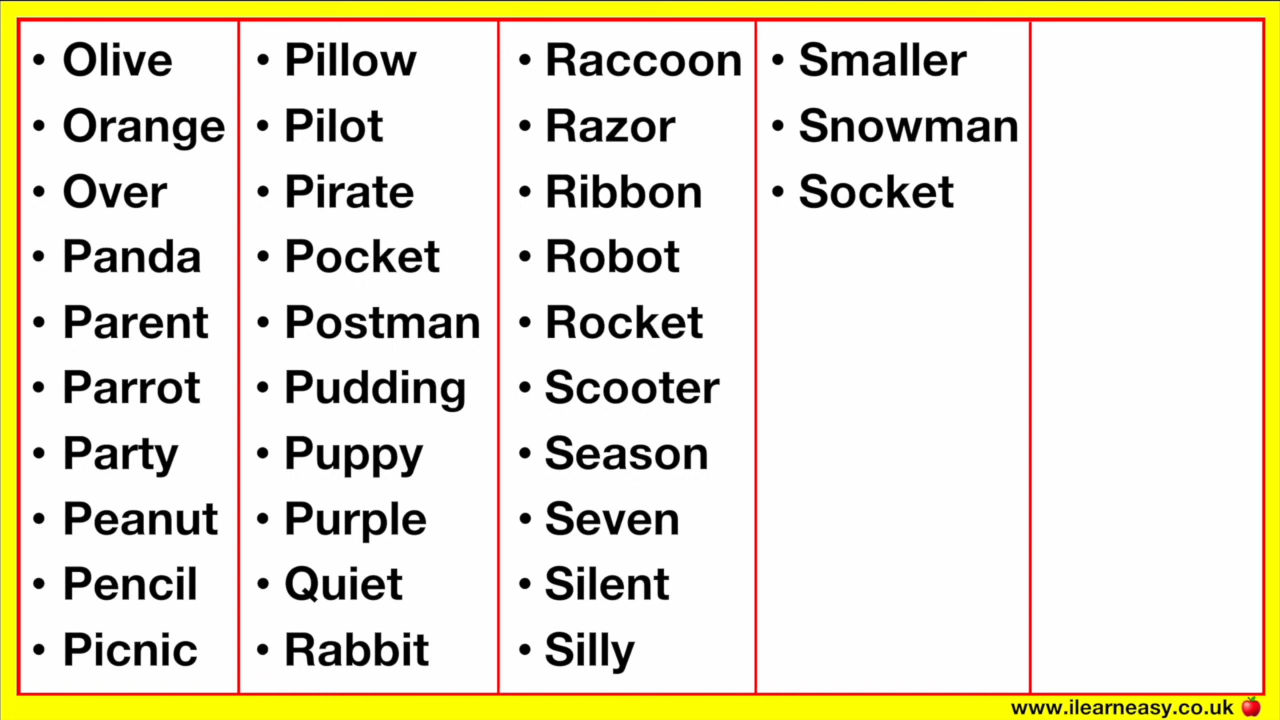 • Olive
• Orange
• Over
• Panda
• Parent
• Parrot
• Party
• Peanut
• Pencil
• Picnic
• Pillow
• Pilot
• Pirate
• Pocket
• Postman
• Pudding
• Puppy
• Purple
• Quiet
• Rabbit
• Raccoon
• Razor
• Ribbon
• Robot
• Rocket
• Scooter
• Season
• Seven
• Silent
• Silly
• Smaller
• Snowman
• Socket
www.ilearneasy.co.uk